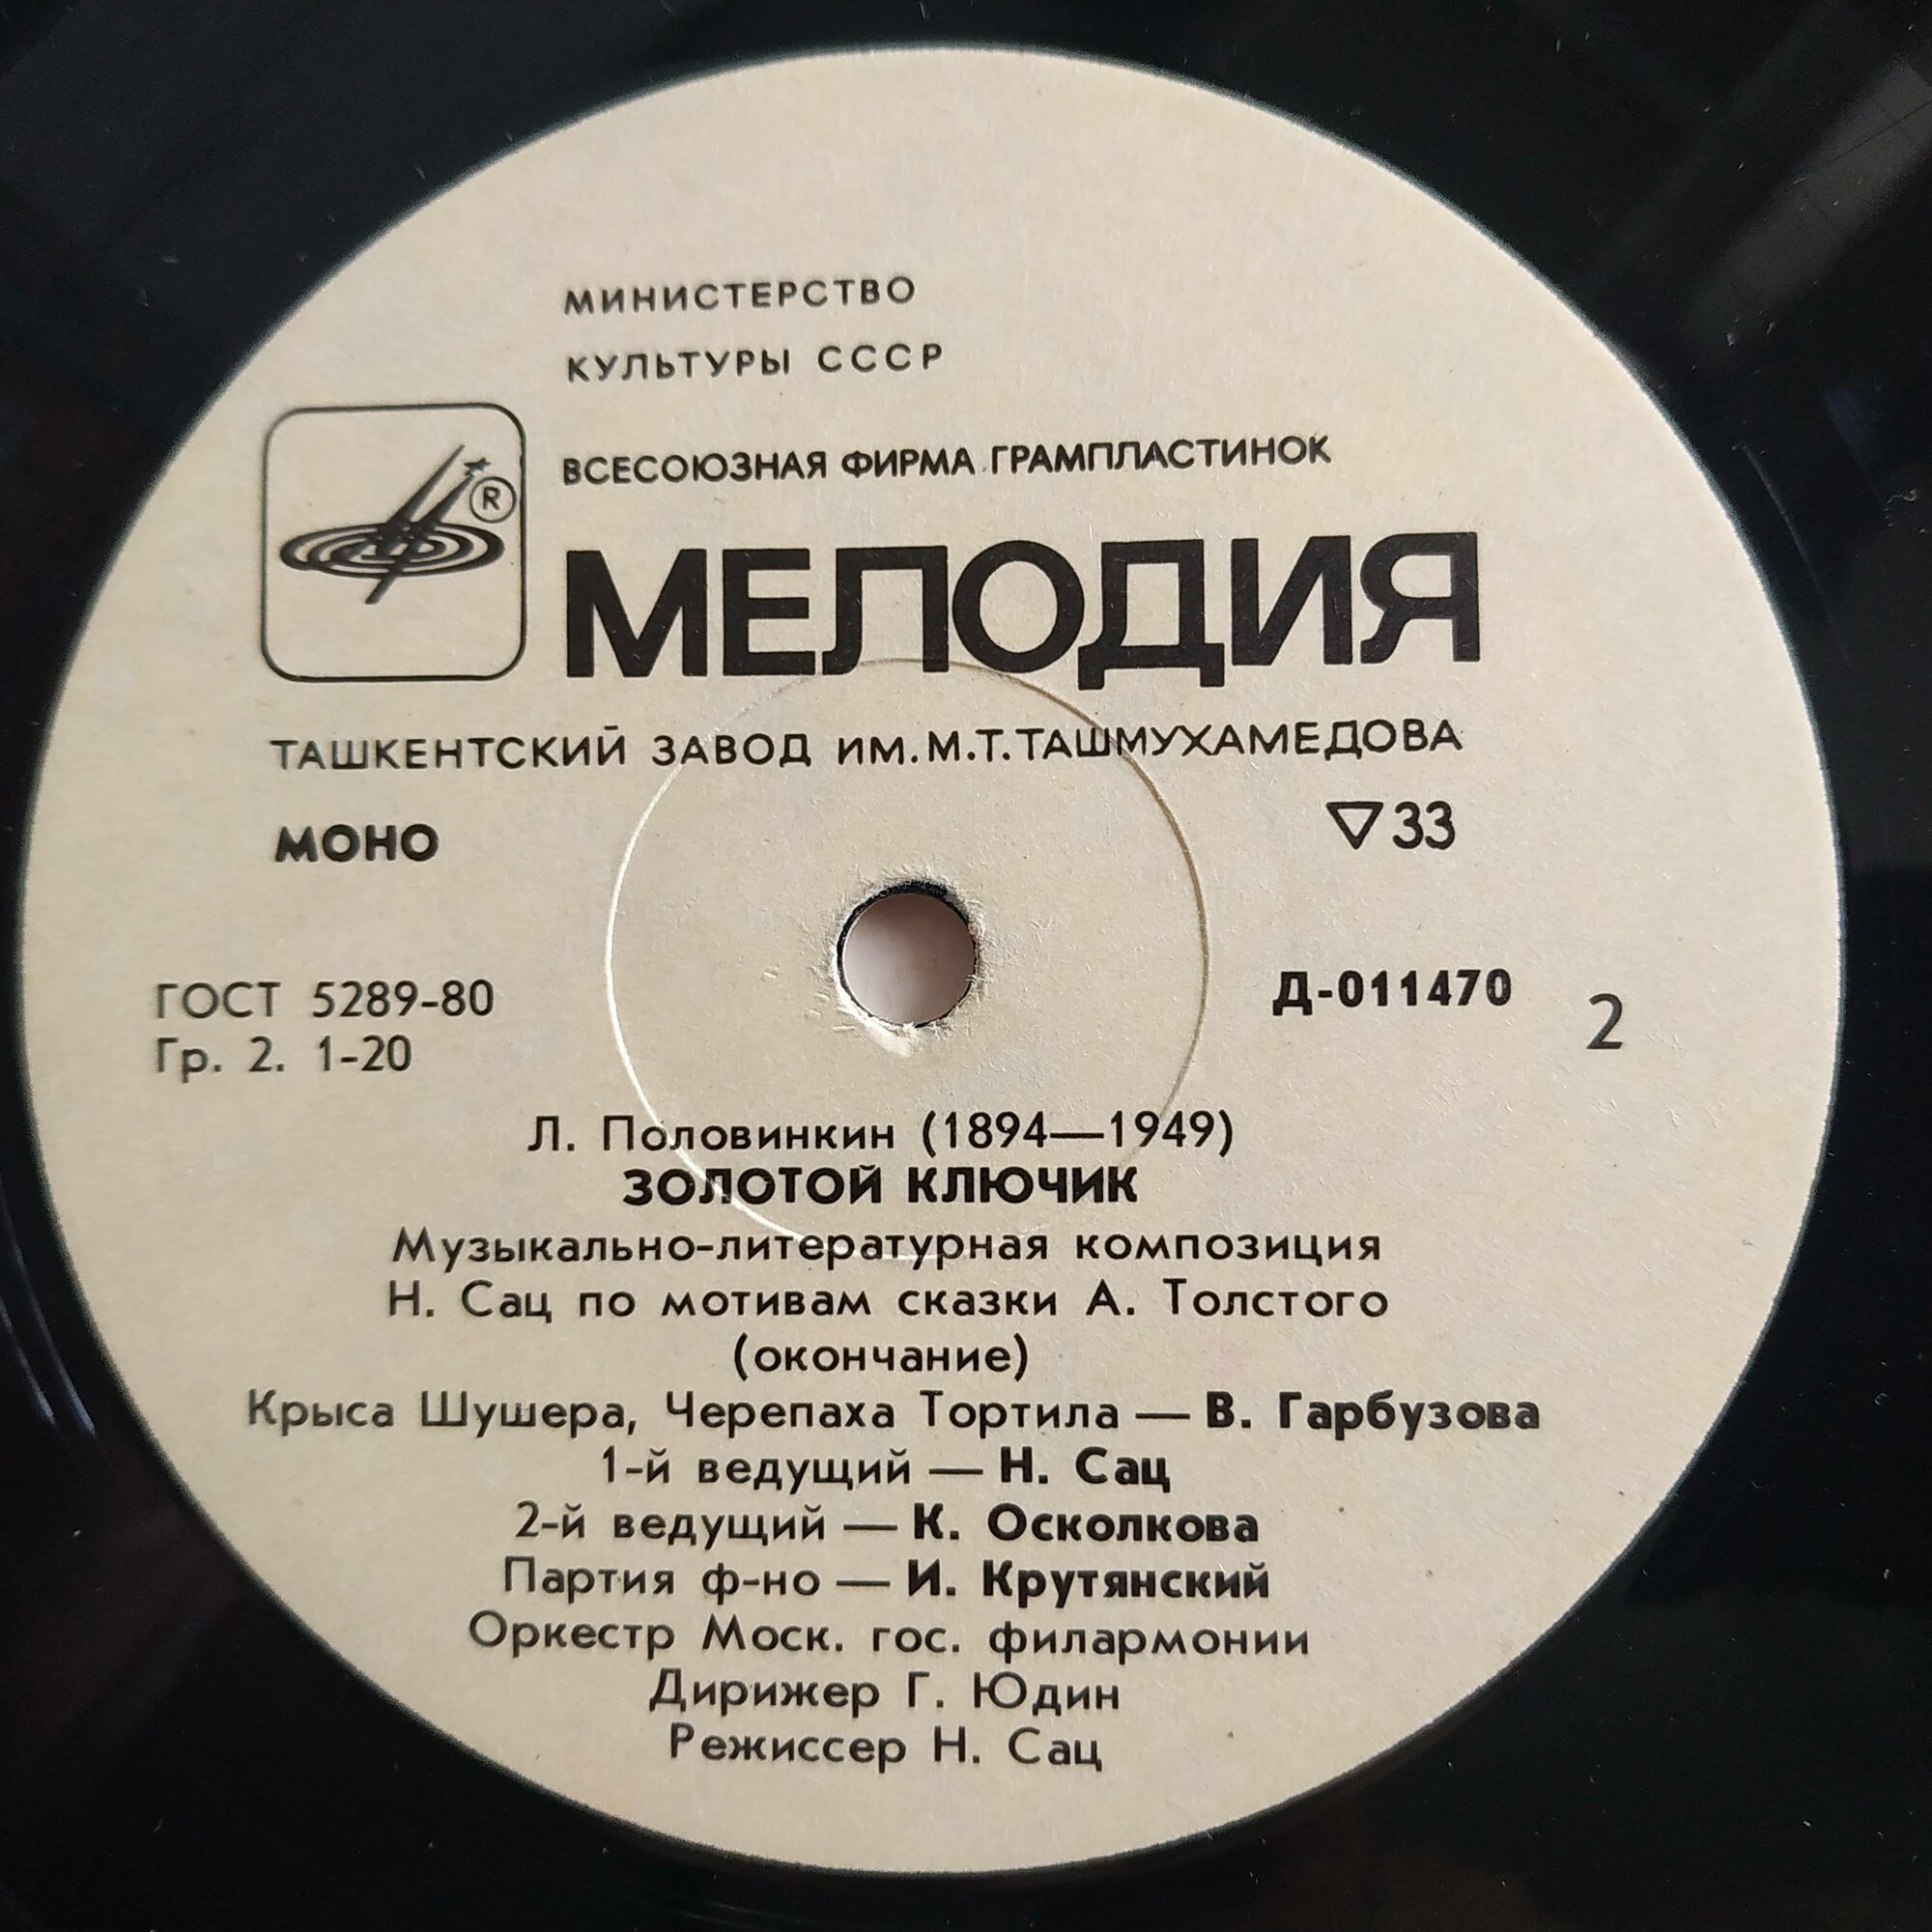 МИНИСТЕРСТВО
КУЛЬТУРЫ СССР
ВСЕСОЮЗНАЯ ФИРМА ГРАМПЛАСТИНОК
®
МЕЛОДИЯ
ТАШКЕНТСКИЙ ЗАВОД ИМ.М.Т.ТАШМУХАМЕДОВА
МОНО ▽33
ГОСТ 5289-80 Д-011470 2
Гр. 2. 1-20
Л. Половинкин (1894—1949)
ЗОЛОТОЙ КЛЮЧИК
Музыкально-литературная композиция
Н. Сац по мотивам сказки А. Толстого
(окончание)
Крыса Шушера, Черепаха Тортила — В. Гарбузова
1-й ведущий — Н. Сац
2-й ведущий — К. Осколкова
Партия ф-но — И. Крутянский
Оркестр Моск. гос. филармонии
Дирижер Г. Юдин
Режиссер Н. Сац